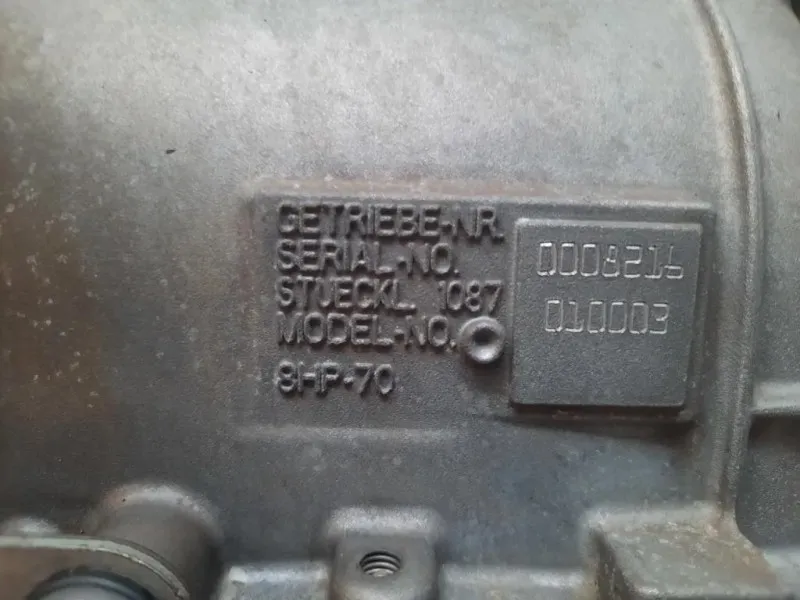 GETRIEBE-NR.
SERIAL-NO.
0008216
STUECKL. 1087
MODEL-NO.
010003
8HP-70